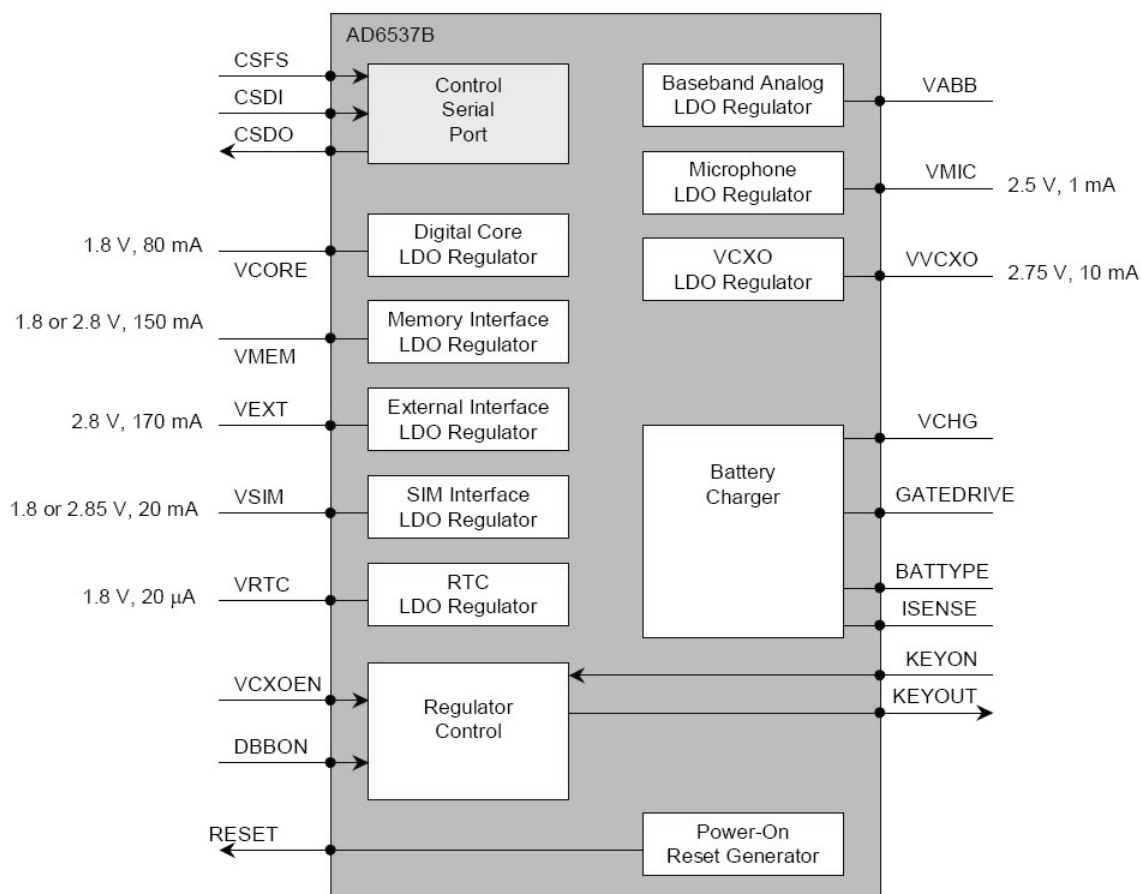 AD6537B
CSFS
CSDI
CSDO
Control
Serial
Port
Baseband Analog
LDO Regulator
VABB
Microphone
LDO Regulator
VMIC
2.5 V, 1 mA
Digital Core
LDO Regulator
1.8 V, 80 mA
VCORE
VCXO
LDO Regulator
VVCXO
2.75 V, 10 mA
1.8 or 2.8 V, 150 mA
VMEM
Memory Interface
LDO Regulator
2.8 V, 170 mA
VEXT
External Interface
LDO Regulator
1.8 or 2.85 V, 20 mA
VSIM
SIM Interface
LDO Regulator
1.8 V, 20 μA
VRTC
RTC
LDO Regulator
Battery
Charger
VCHG
GATEDRIVE
BATTYPE
ISENSE
VCXOEN
DBBON
Regulator
Control
KEYON
KEYOUT
RESET
Power-On
Reset Generator